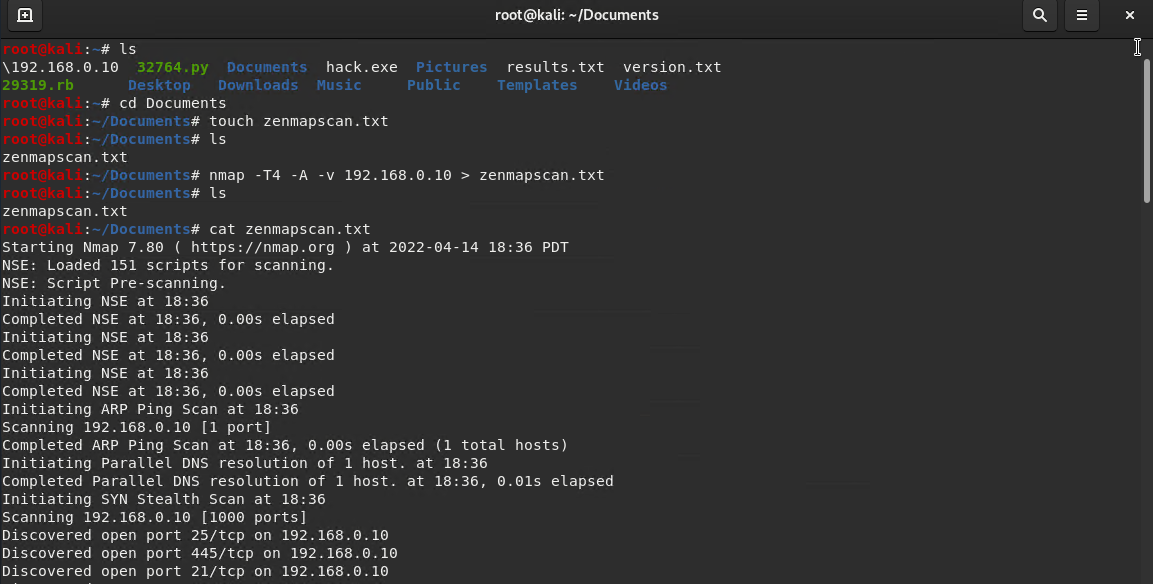 root@kali: ~/Documents
root@kali:~# ls
\192.168.0.10 32764.py Documents hack.exe Pictures results.txt version.txt
29319.rb Desktop Downloads Music Public Templates Videos
root@kali:~# cd Documents
root@kali:~/Documents# touch zenmapscan.txt
root@kali:~/Documents# ls
zenmapscan.txt
root@kali:~/Documents# nmap -T4 -A -v 192.168.0.10 > zenmapscan.txt
root@kali:~/Documents# ls
zenmapscan.txt
root@kali:~/Documents# cat zenmapscan.txt
Starting Nmap 7.80 ( https://nmap.org ) at 2022-04-14 18:36 PDT
NSE: Loaded 151 scripts for scanning.
NSE: Script Pre-scanning.
Initiating NSE at 18:36
Completed NSE at 18:36, 0.00s elapsed
Initiating NSE at 18:36
Completed NSE at 18:36, 0.00s elapsed
Initiating NSE at 18:36
Completed NSE at 18:36, 0.00s elapsed
Initiating ARP Ping Scan at 18:36
Scanning 192.168.0.10 [1 port]
Completed ARP Ping Scan at 18:36, 0.00s elapsed (1 total hosts)
Initiating Parallel DNS resolution of 1 host. at 18:36
Completed Parallel DNS resolution of 1 host. at 18:36, 0.01s elapsed
Initiating SYN Stealth Scan at 18:36
Scanning 192.168.0.10 [1000 ports]
Discovered open port 25/tcp on 192.168.0.10
Discovered open port 445/tcp on 192.168.0.10
Discovered open port 21/tcp on 192.168.0.10